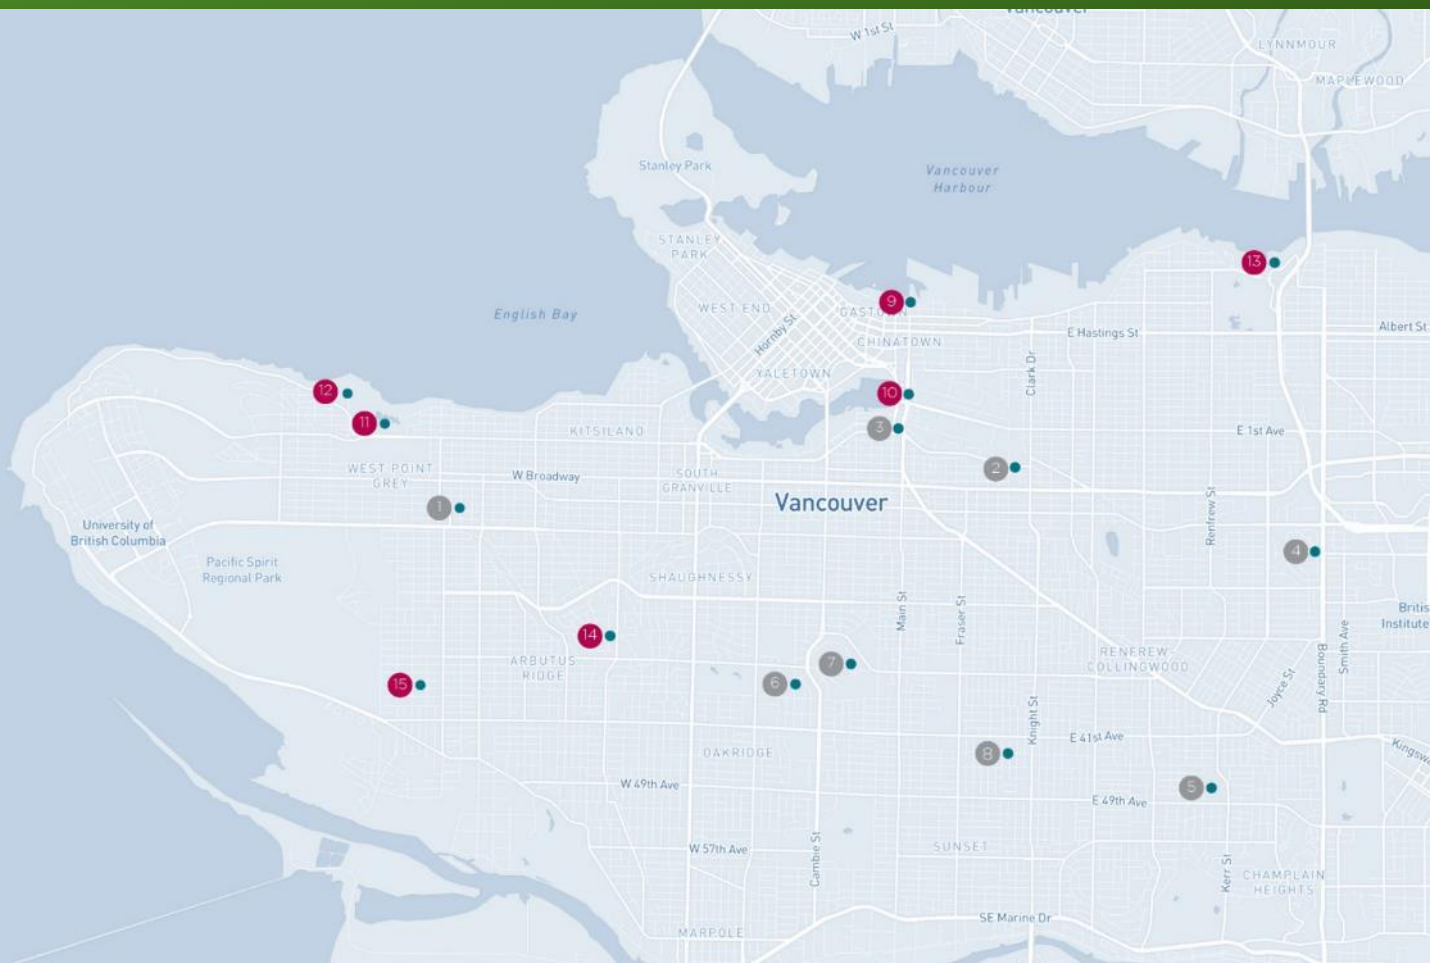 Vancouver
W 1st St
LYNNMOUR
MAPLEWOOD
Stanley Park
Vancouver
Harbour
STANLEY
PARK
13
9
WEST END
GASTOWN
English Bay
Hornby St
E Hastings St
Albert St
CHINATOWN
YALETOWN
Clark Dr
12
10
11
3
KITSILANO
E 1st Ave
WEST POINT
GREY
W Broadway
SOUTH
GRANVILLE
2
Vancouver
1
Renfrew St
University of
British Columbia
4
Pacific Spirit
Regional Park
SHAUGHNESSY
Main St
Fraser St
Britis
Institute
14
Smith Ave
ARBUTUS
RIDGE
7
RENFREW-
COLLINGWOOD
Boundary Rd
15
6
Joyce St
Knight St
8
E 41st Ave
OAKRIDGE
Kingsw
W 49th Ave
5
E 49th Ave
W 57th Ave
Cambie St
SUNSET
Kerr St
CHAMPLAIN
HEIGHTS
SE Marine Dr
MARPOLE